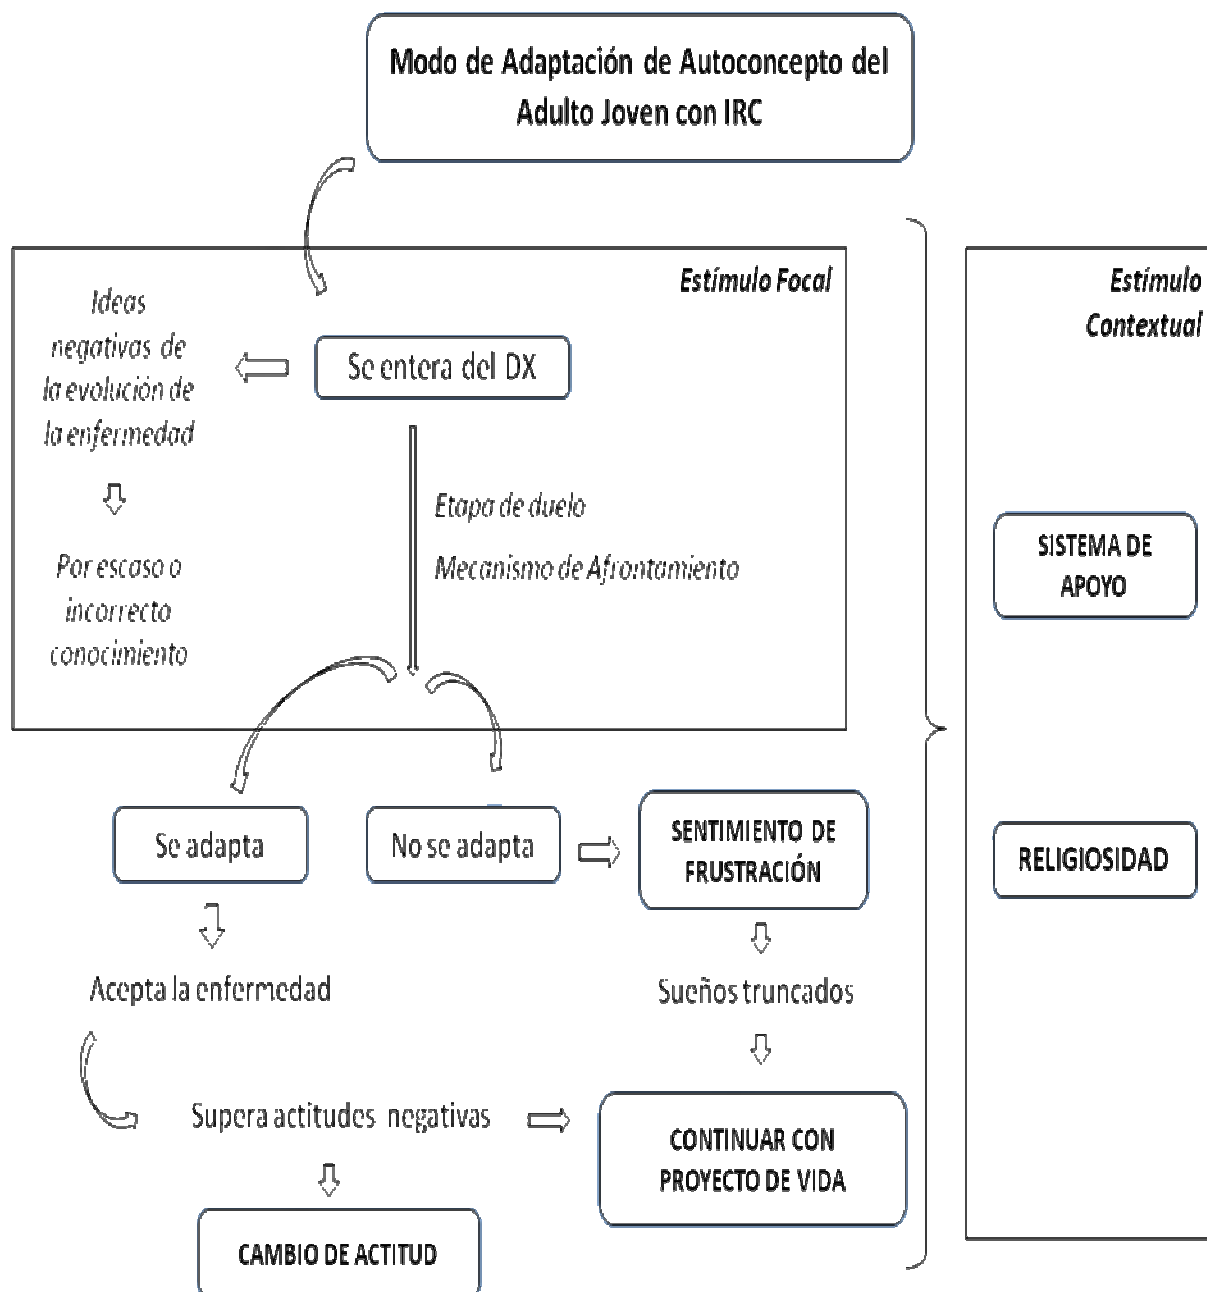 Modo de Adaptación de Autoconcepto del
Adulto Joven con IRC
Estímulo Focal
Ideas
negativas de
la evolución de
la enfermedad
Se entera del DX
Etapa de duelo
Mecanismo de Afrontamiento
Por escaso o
incorrecto
conocimiento
Se adapta
No se adapta
SENTIMIENTO DE
FRUSTRACIÓN
Acepta la enfermedad
Sueños truncados
Supera actitudes negativas
CONTINUAR CON
PROYECTO DE VIDA
CAMBIO DE ACTITUD
Estímulo
Contextual
SISTEMA DE
APOYO
RELIGIOSIDAD